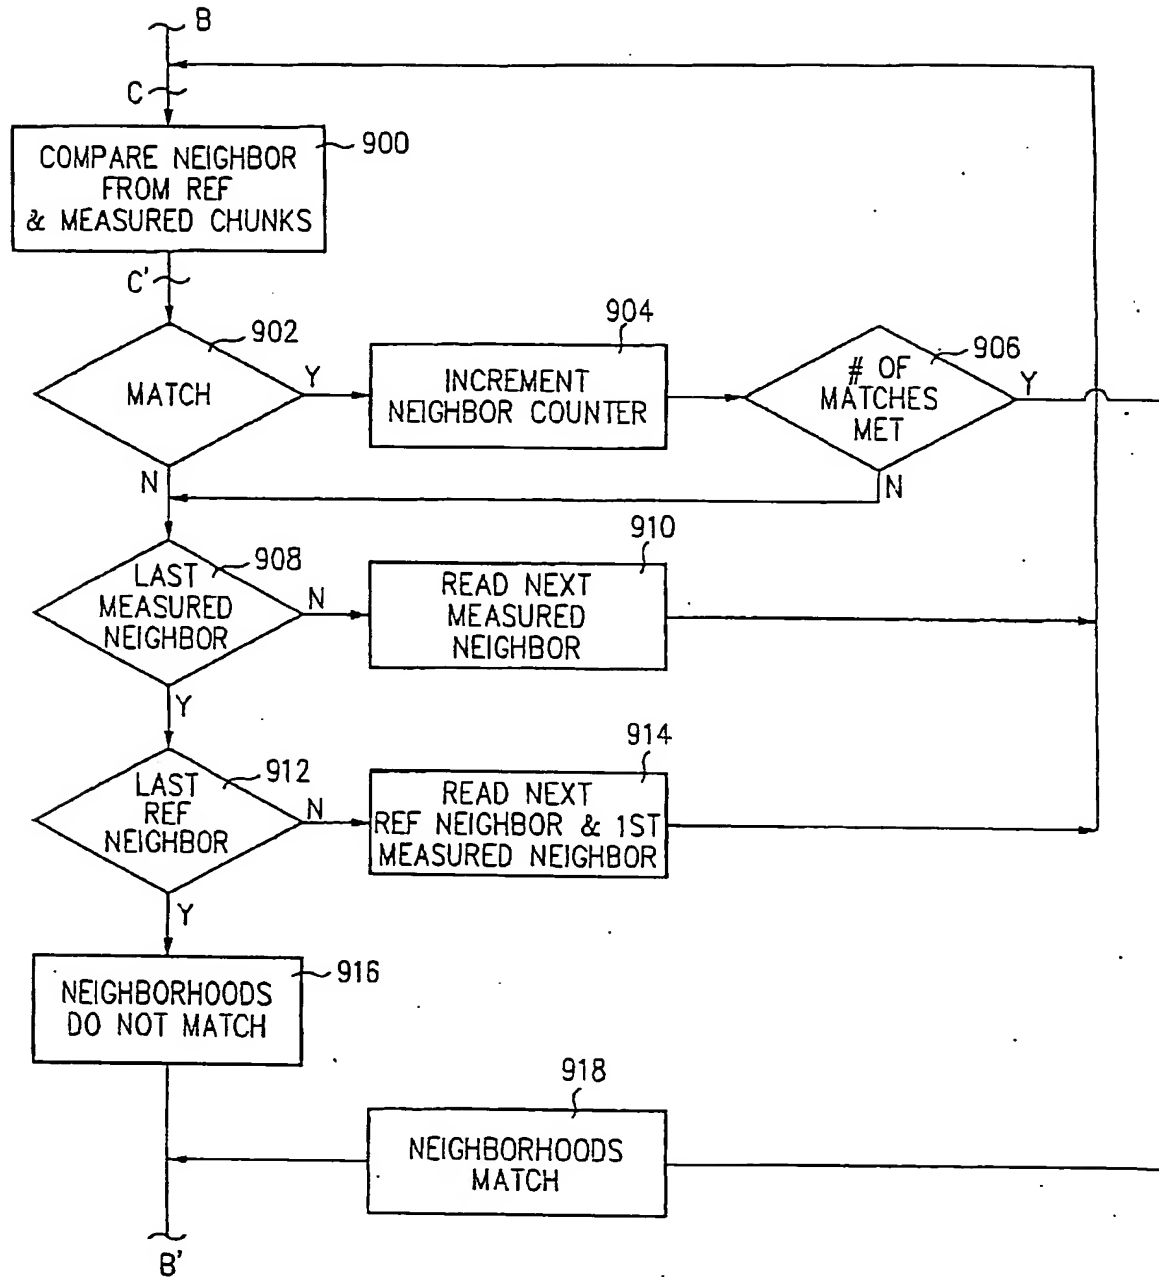 B
C
900
COMPARE NEIGHBOR
FROM REF
& MEASURED CHUNKS
C'
902
MATCH
Y
N
904
INCREMENT
NEIGHBOR COUNTER
906
# OF
MATCHES
MET
Y
N
908
LAST
MEASURED
NEIGHBOR
N
Y
910
READ NEXT
MEASURED
NEIGHBOR
912
LAST
REF
NEIGHBOR
N
Y
914
READ NEXT
REF NEIGHBOR & 1ST
MEASURED NEIGHBOR
916
NEIGHBORHOODS
DO NOT MATCH
918
NEIGHBORHOODS
MATCH
B'